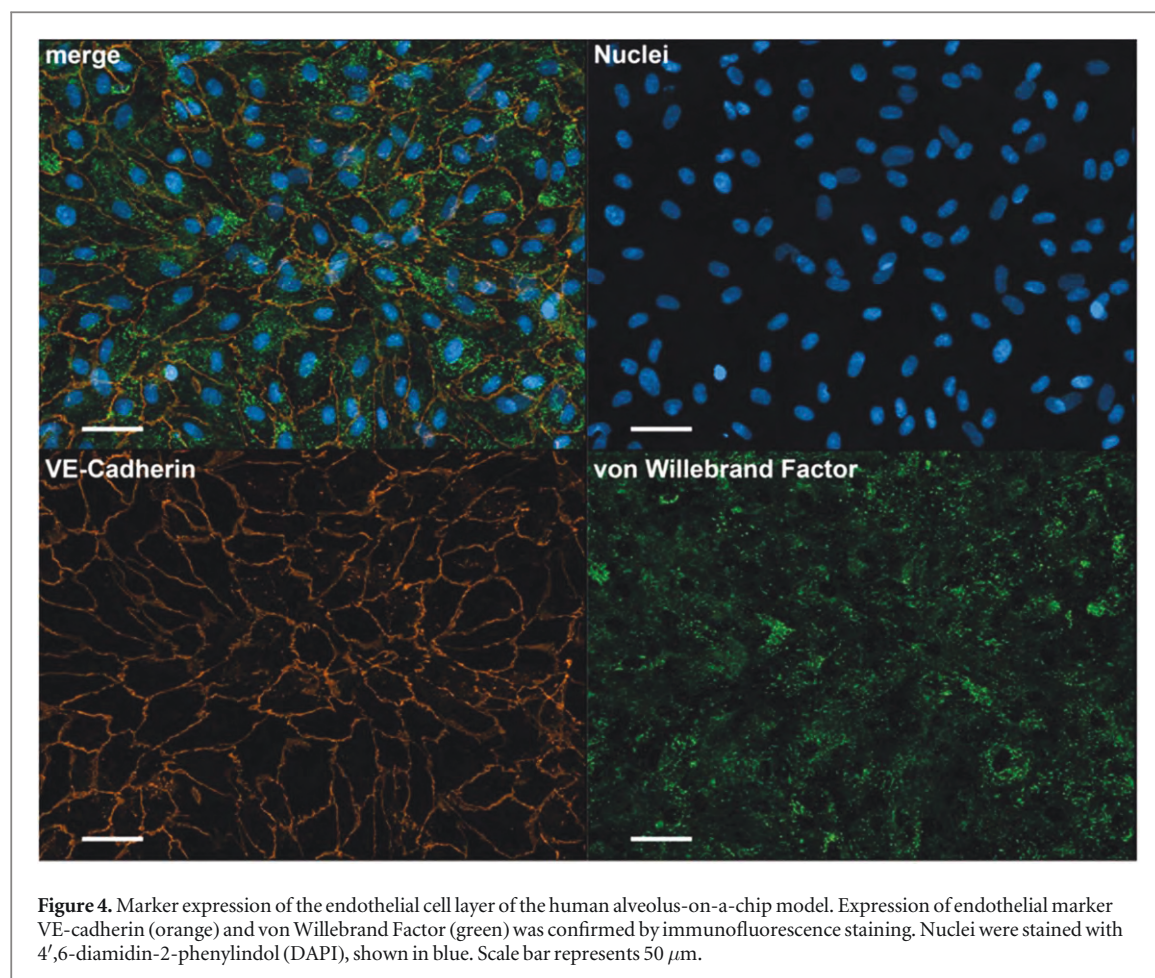 merge
Nuclei
VE-Cadherin
von Willebrand Factor
Figure 4. Marker expression of the endothelial cell layer of the human alveolus-on-a-chip model. Expression of endothelial marker
VE-cadherin (orange) and von Willebrand Factor (green) was confirmed by immunofluorescence staining. Nuclei were stained with
4′,6-diamidin-2-phenylindol (DAPI), shown in blue. Scale bar represents 50 μm.